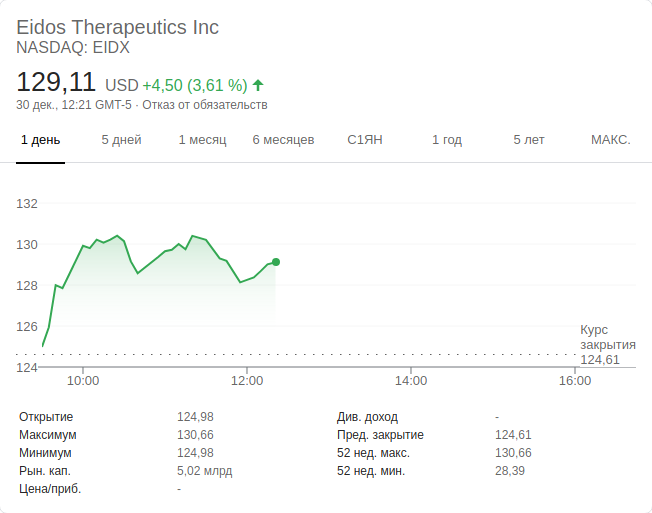 Eidos Therapeutics Inc
NASDAQ: EIDX
129,11 USD +4,50 (3,61 %)
30 дек., 12:21 GMT-5 · Отказ от обязательств
1 день 5 дней 1 месяц 6 месяцев С1ЯН 1 год 5 лет МАКС.
132
130
128
126
124
Курс
закрытия
124,61
10:00 12:00 14:00 16:00
Открытие 124,98 Див. доход -
Максимум 130,66 Пред. закрытие 124,61
Минимум 124,98 52 нед. макс. 130,66
Рын. кап. 5,02 млрд 52 нед. мин. 28,39
Цена/приб. -